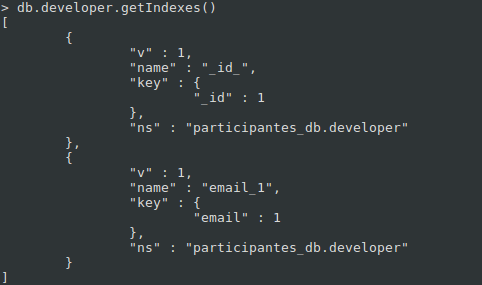 > db.developer.getIndexes()
[
        {
                "v" : 1,
                "name" : "_id_",
                "key" : {
                        "_id" : 1
                },
                "ns" : "participantes_db.developer"
        },
        {
                "v" : 1,
                "name" : "email_1",
                "key" : {
                        "email" : 1
                },
                "ns" : "participantes_db.developer"
        }
]